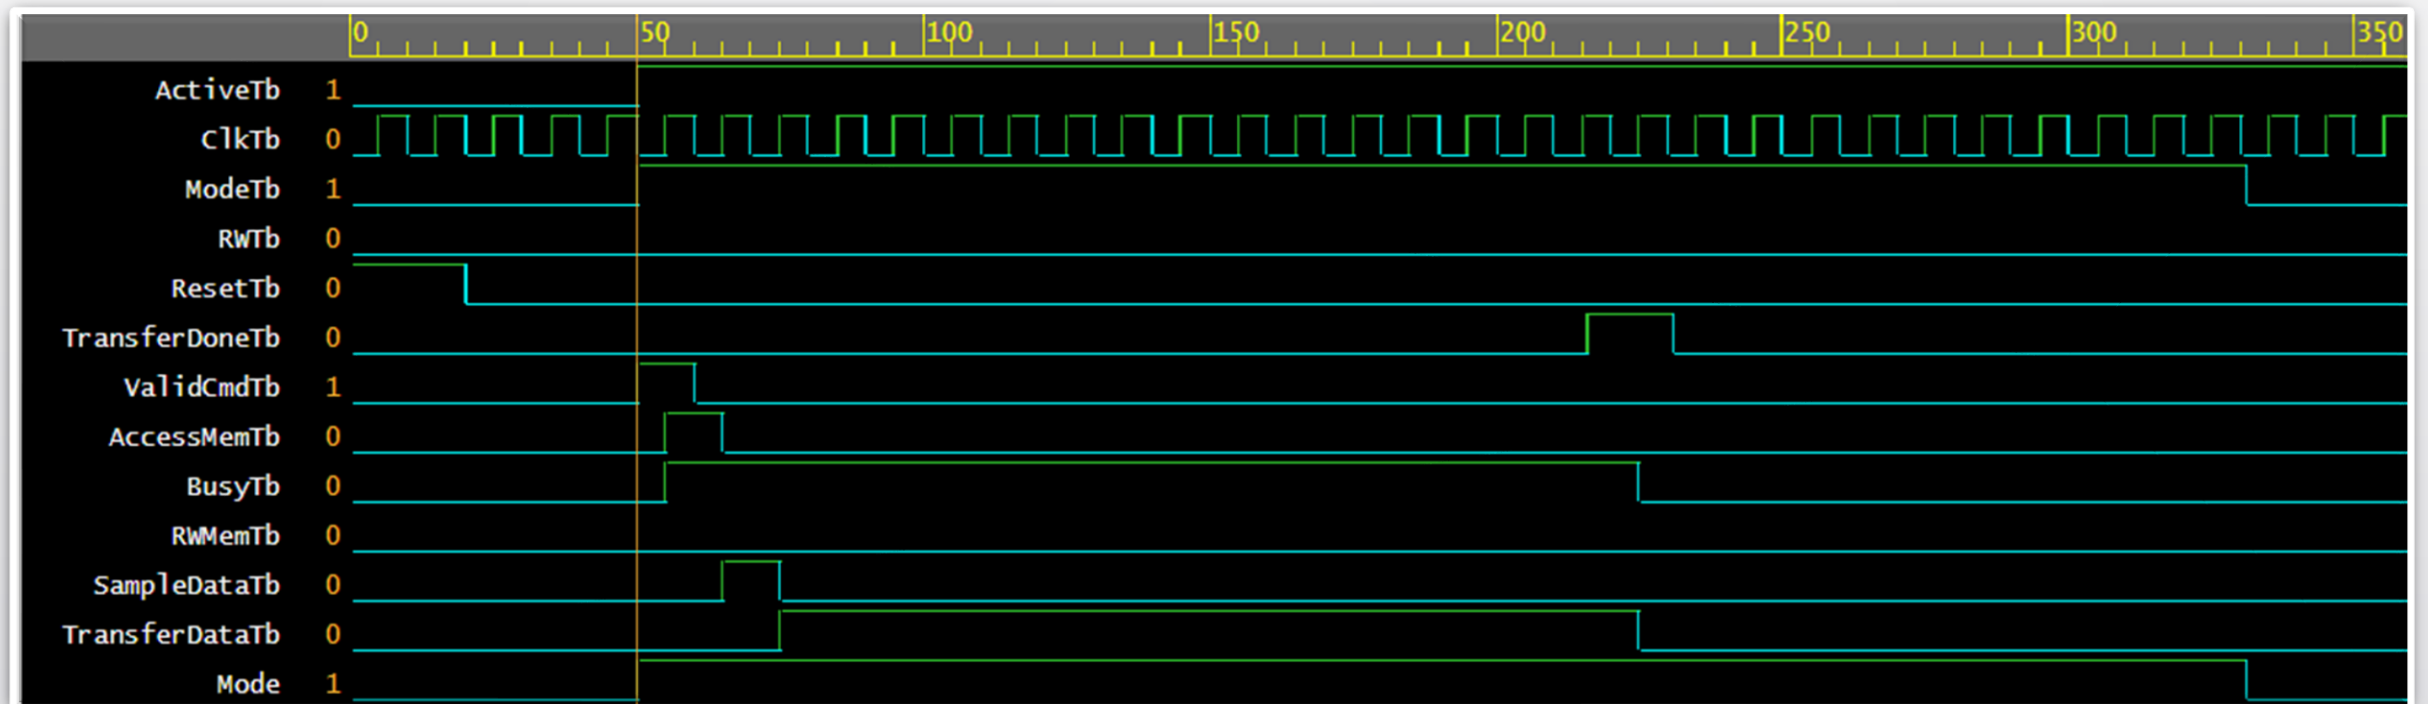 0 50 100 150 200 250 300 350
ActiveTb 1
ClkTb 0
ModeTb 1
RWTb 0
ResetTb 0
TransferDoneTb 0
ValidCmdTb 1
AccessMemTb 0
BusyTb 0
RWMemTb 0
SampleDataTb 0
TransferDataTb 0
Mode 1